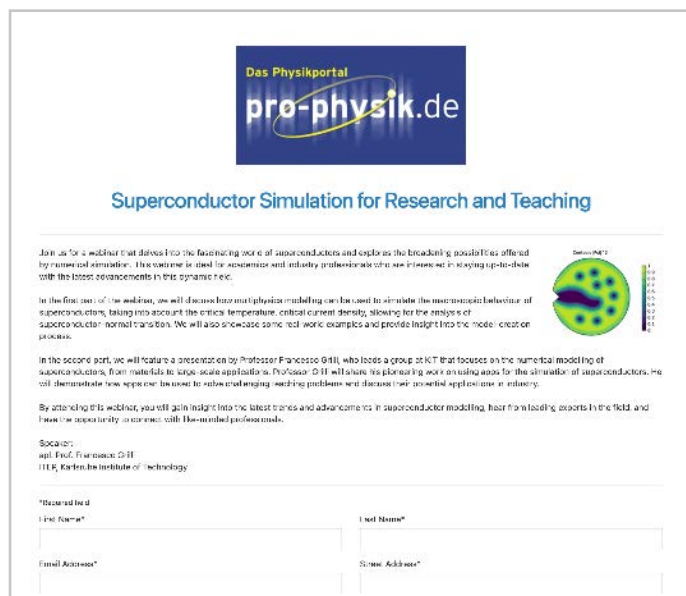 Das Physikportal
pro-physik.de
Superconductor Simulation for Research and Teaching
Join us for a webinar that delves into the fascinating world of superconductors and explores the broadening possibilities offered
by numerical simulation. This webinar is ideal for academics and industry professionals who are interested in staying up-to-date
with the latest advancements in this dynamic field.
In the first part of the webinar, we will discuss how multiphysics modelling can be used to simulate the macroscopic behaviour of
superconductors, taking into account the critical temperature, critical current density, allowing for the analysis of
superconductor-normal transition. We will also showcase some real-world examples and provide insight into the model creation
process.
In the second part, we will feature a presentation by Professor Francesco Grilli, who leads a group at KIT that focuses on the numerical modeling of
superconductors, from materials to large-scale applications. Professor Grilli will share his pioneering work on using apps for the simulation of superconductors. He
will demonstrate how apps can be used to solve challenging teaching problems and discuss their potential applications in industry.
By attending this webinar, you will gain insight into the latest trends and advancements in superconductor modelling, hear from leading experts in the field, and
have the opportunity to connect with like-minded professionals.
Speaker:
apl. Prof. Francesco Grilli
ITEP, Karlsruhe Institute of Technology
*Required field
First Name*
Last Name*
Email Address*
Street Address*